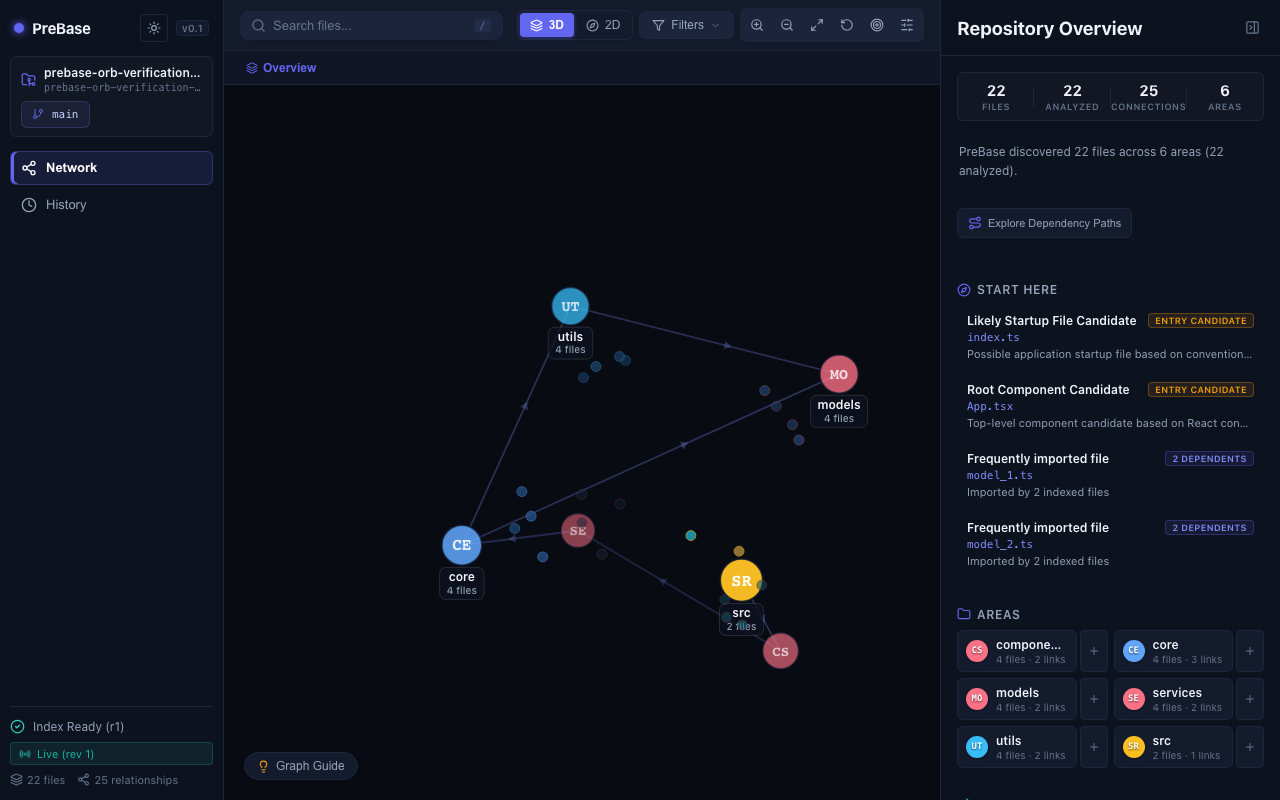 PreBase
v0.1
prebase-orb-verification...
prebase-orb-verification-…
main
Network
History
Index Ready (r1)
Live (rev 1)
22 files
25 relationships
Search files...
/
3D
2D
Filters
Overview
UT
utils
4 files
MO
models
4 files
SE
CE
core
4 files
SR
src
2 files
CS
Graph Guide
Repository Overview
22
FILES
22
ANALYZED
25
CONNECTIONS
6
AREAS
PreBase discovered 22 files across 6 areas (22
analyzed).
Explore Dependency Paths
START HERE
Likely Startup File Candidate
ENTRY CANDIDATE
index.ts
Possible application startup file based on convention...
Root Component Candidate
ENTRY CANDIDATE
App.tsx
Top-level component candidate based on React con...
Frequently imported file
2 DEPENDENTS
model_1.ts
Imported by 2 indexed files
Frequently imported file
2 DEPENDENTS
model_2.ts
Imported by 2 indexed files
AREAS
CS
compone...
4 files · 2 links
+
CE
core
4 files · 3 links
+
MO
models
4 files · 2 links
+
SE
services
4 files · 2 links
+
UT
utils
4 files · 2 links
+
SR
src
2 files · 1 links
+